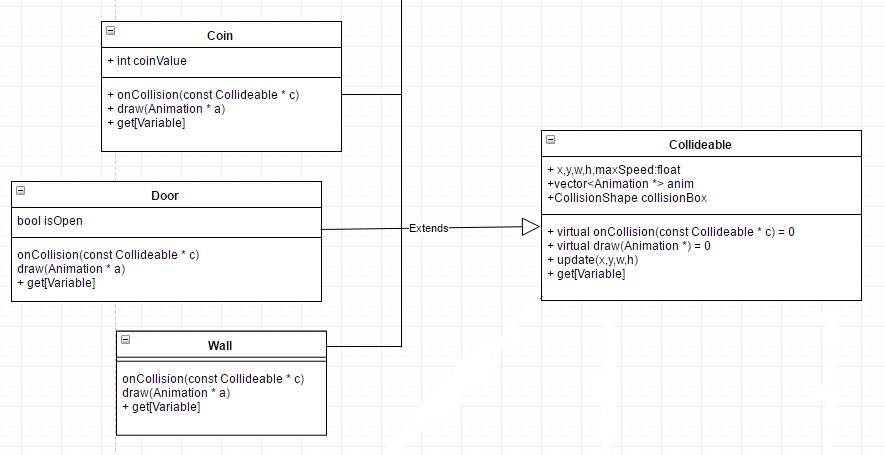 Coin
+ int coinValue
+ onCollision(const Collideable * c)
+ draw(Animation * a)
+ get[Variable]
Door
bool isOpen
onCollision(const Collideable * c)
draw(Animation * a)
+ get[Variable]
Wall
onCollision(const Collideable * c)
draw(Animation * a)
+ get[Variable]
Extends
Collideable
+ x,y,w,h,maxSpeed:float
+vector<Animation *> anim
+CollisionShape collisionBox
+ virtual onCollision(const Collideable * c) = 0
+ virtual draw(Animation *) = 0
+ update(x,y,w,h)
+ get[Variable]